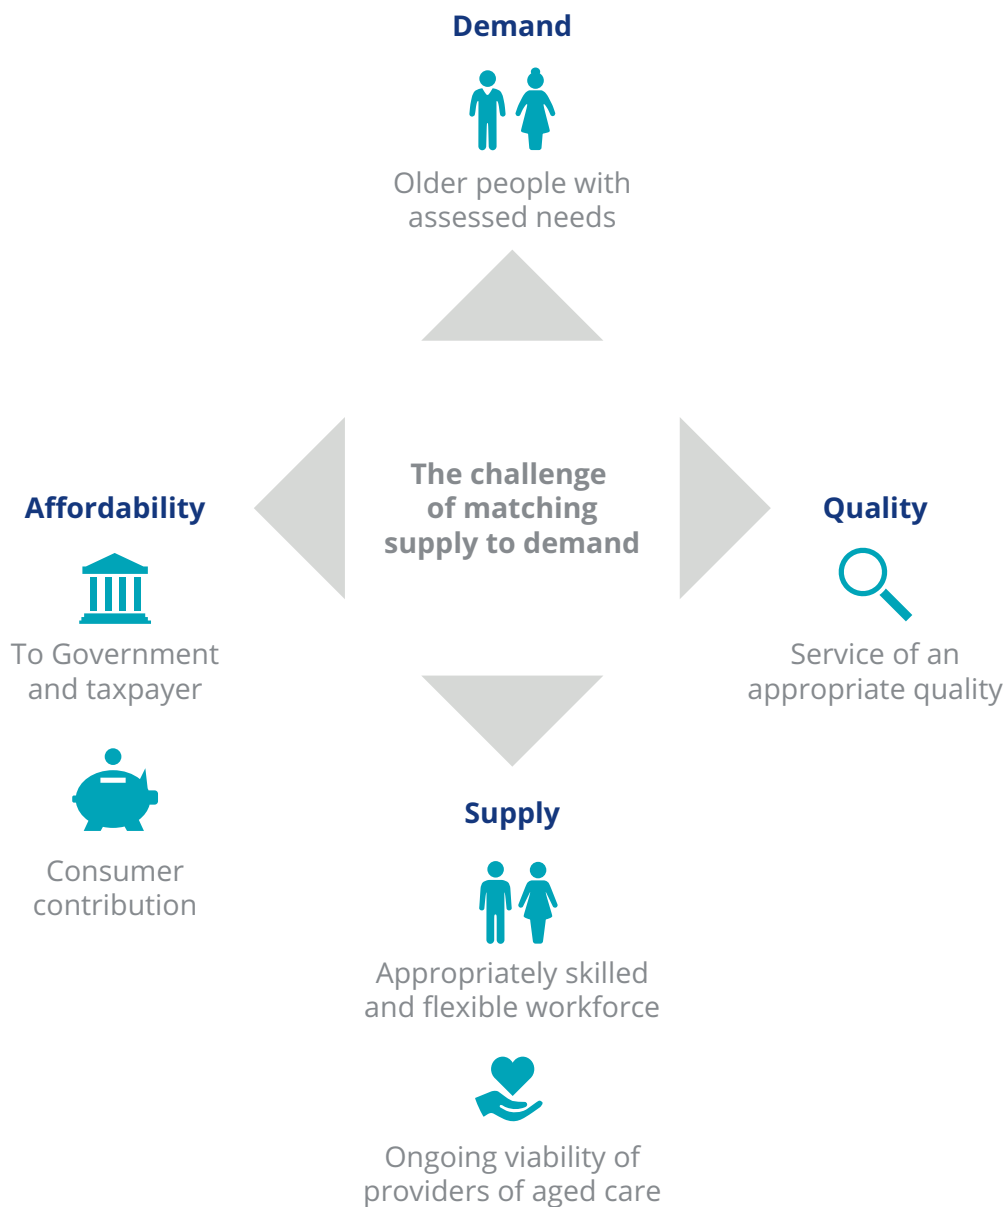 Demand
Older people with
assessed needs
The challenge
of matching
supply to demand
Affordability
To Government
and taxpayer
Consumer
contribution
Quality
Service of an
appropriate quality
Supply
Appropriately skilled
and flexible workforce
Ongoing viability of
providers of aged care